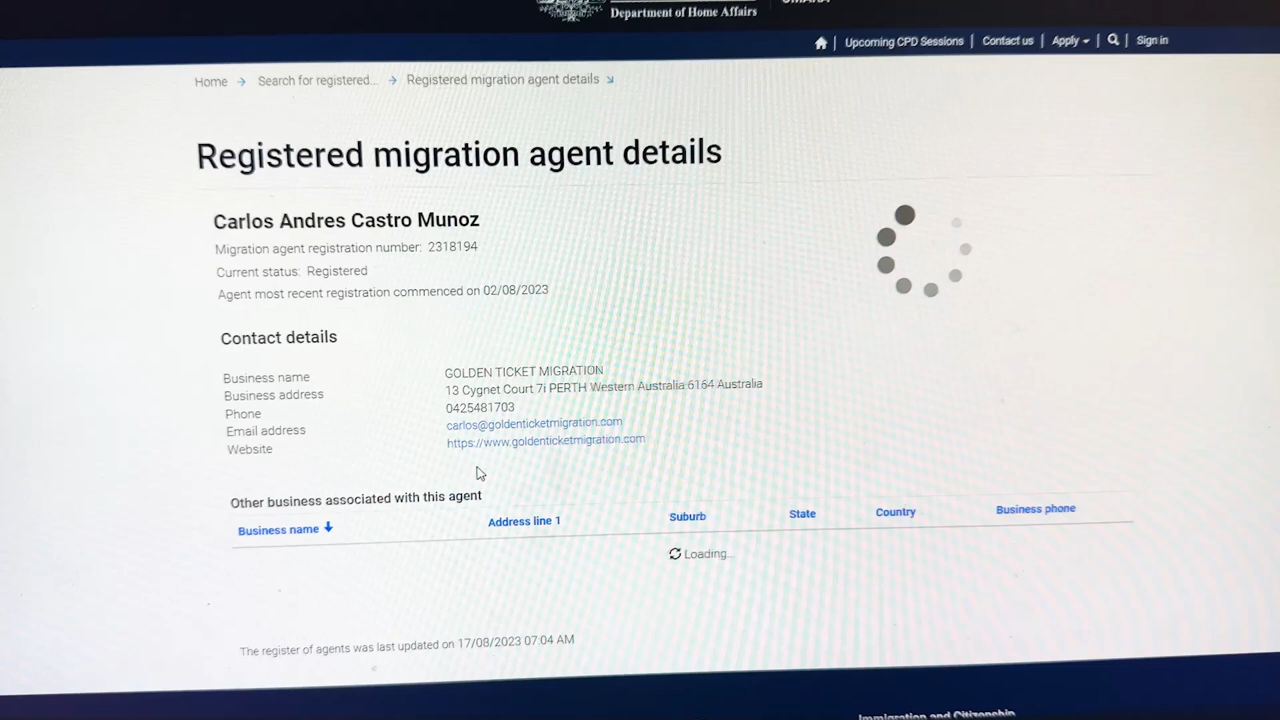 Department of Home Affairs
Upcoming CPD Sessions | Contact us | Apply | Sign in
Home → Search for registered... → Registered migration agent details
Registered migration agent details
Carlos Andres Castro Munoz
Migration agent registration number: 2318194
Current status: Registered
Agent most recent registration commenced on 02/08/2023
Contact details
Business name GOLDEN TICKET MIGRATION
Business address 13 Cygnet Court 7i PERTH Western Australia 6164 Australia
Phone 0425481703
Email address carlos@goldenticketmigration.com
Website https://www.goldenticketmigration.com
Other business associated with this agent
Business name Address line 1 Suburb State Country Business phone
Loading...
The register of agents was last updated on 17/08/2023 07:04 AM
Immigration and Citizenship